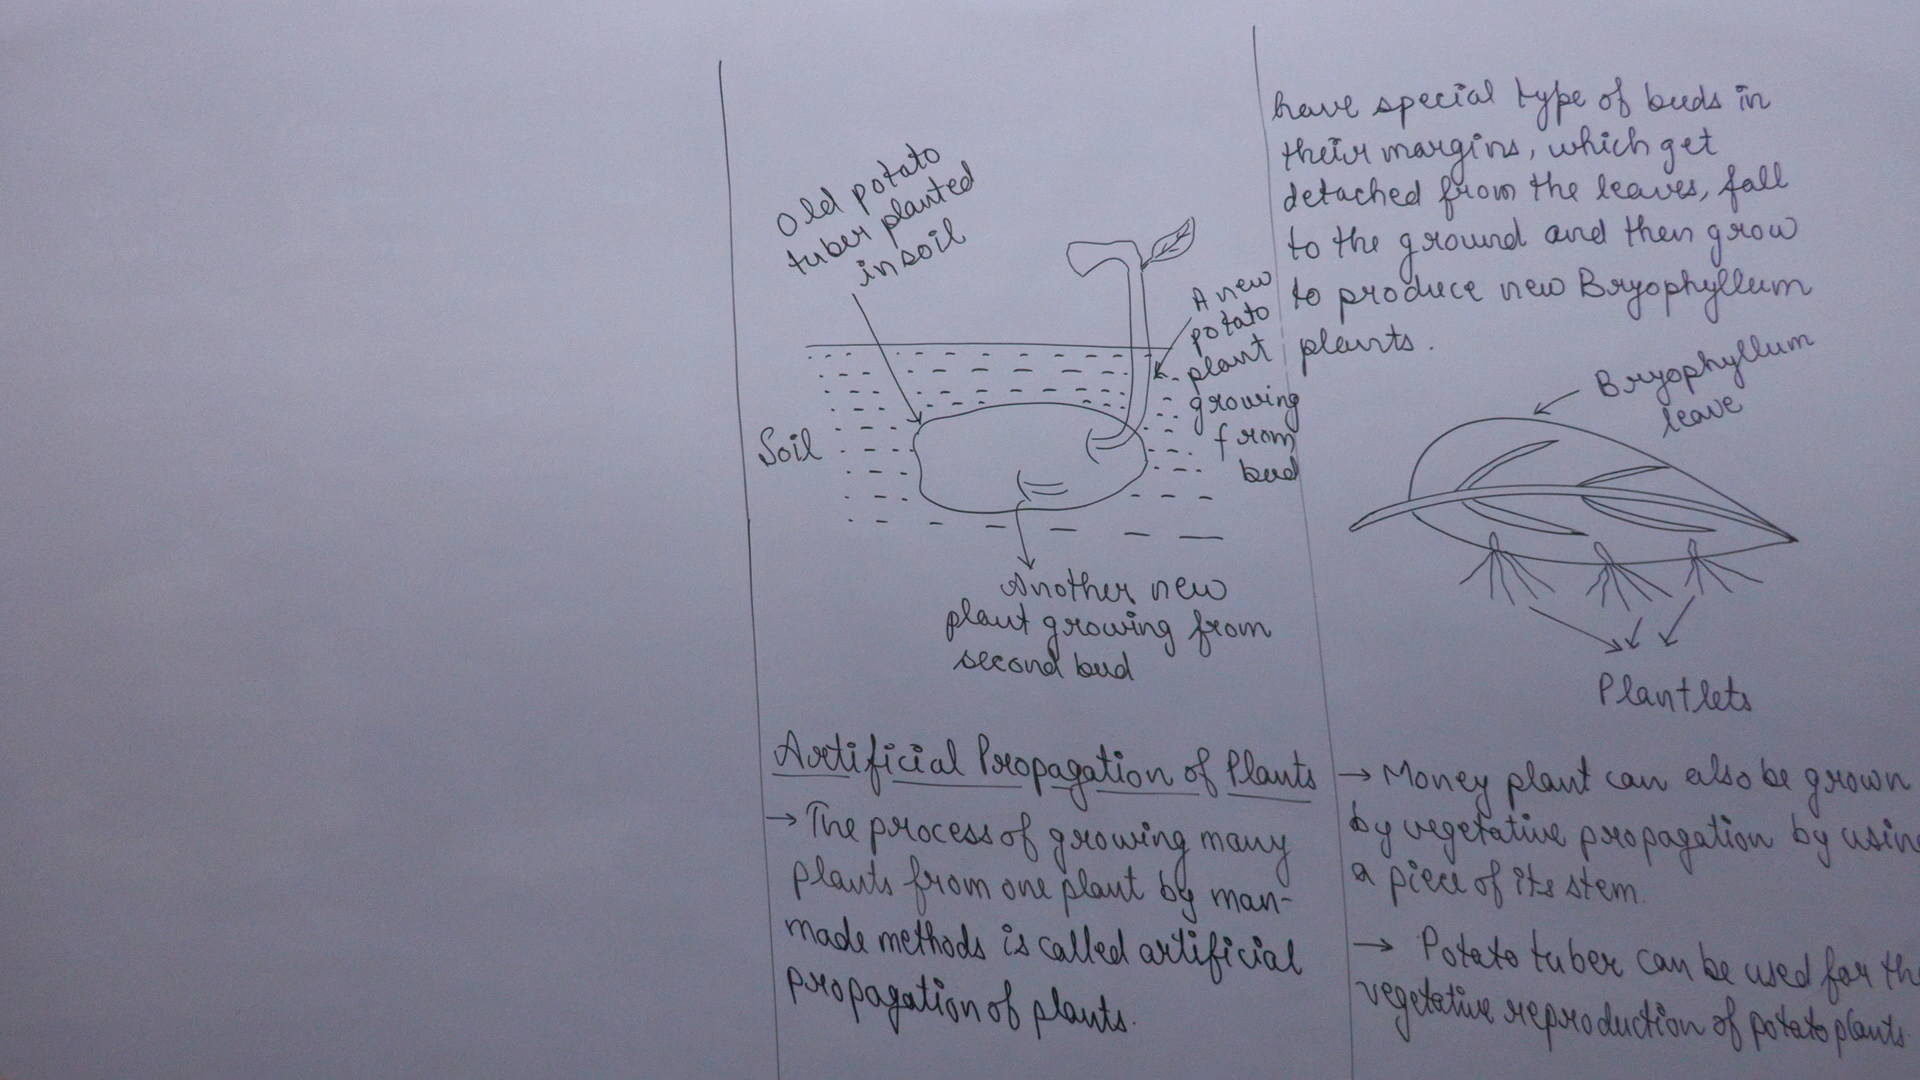 Old potato
tuber planted
in soil
A new
potato
plant
growing
from
bud
Soil
Another new
plant growing from
second bud
Artificial Propagation of Plants
→ The process of growing many
plants from one plant by man-
made methods is called artificial
propagation of plants.
have special type of buds in
their margins, which get
detached from the leaves, fall
to the ground and then grow
to produce new Bryophyllum
plants.
Bryophyllum
leave
Plantlets
→ Money plant can also be grown
by vegetative propagation by using
a piece of its stem.
→ Potato tuber can be used for th
vegetative reproduction of potato plants.